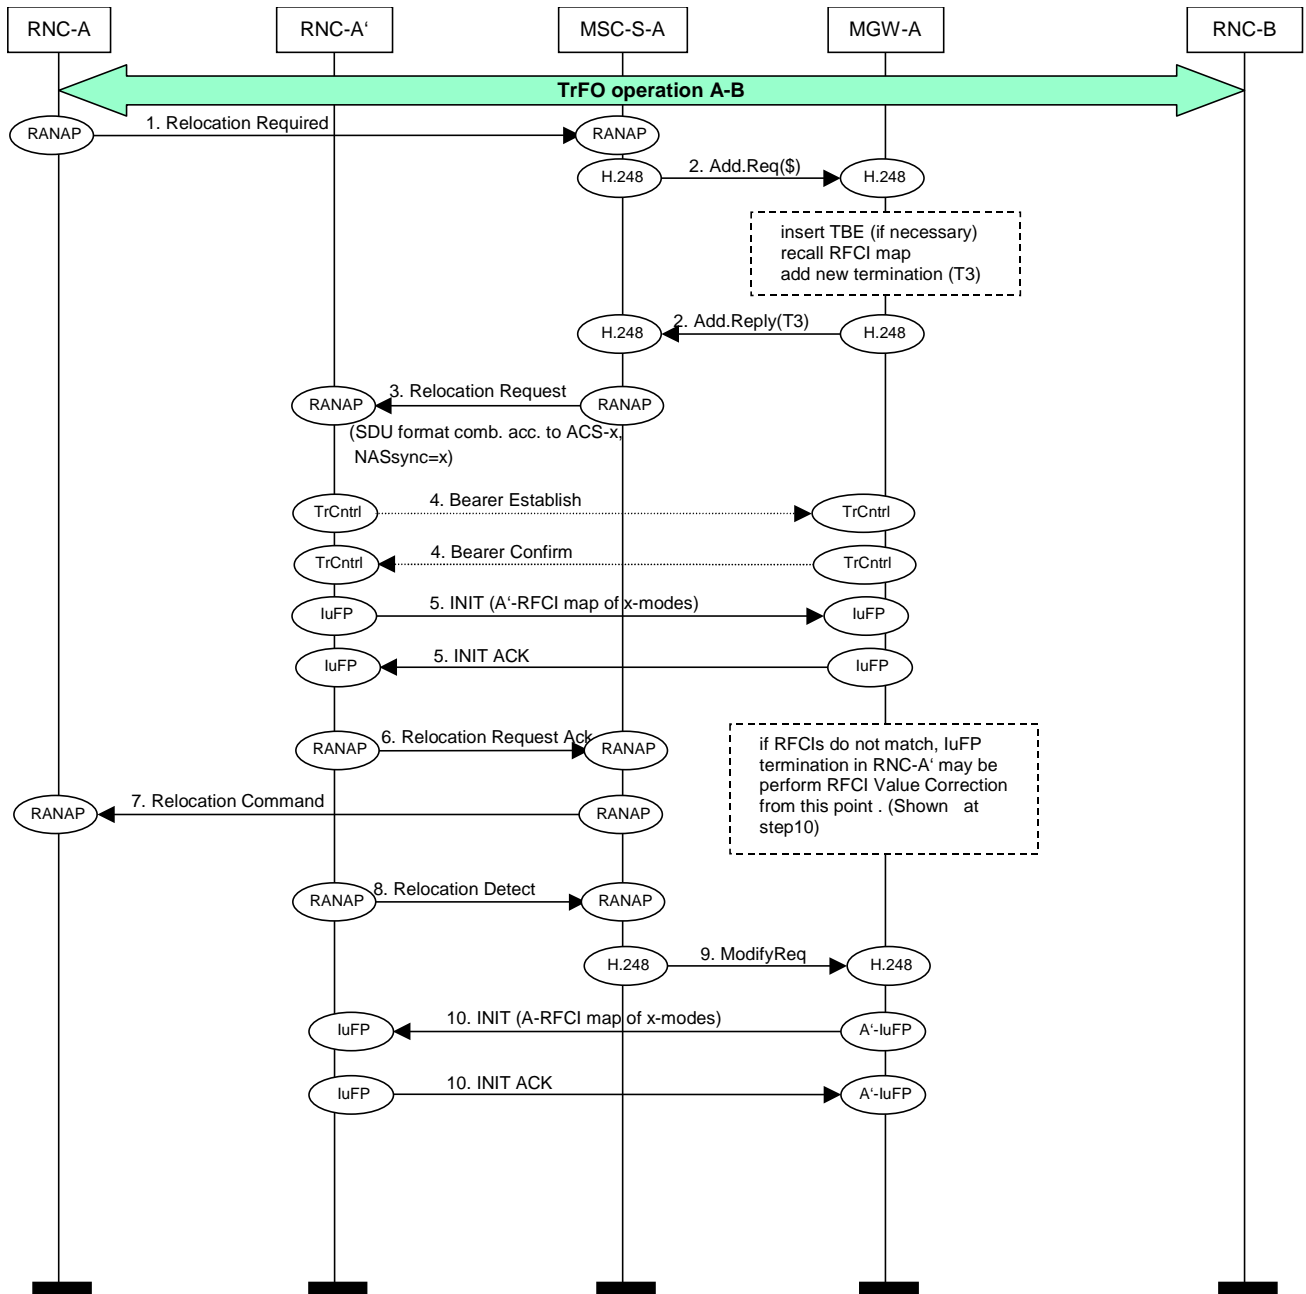 RNC-A
RNC-A‘
MSC-S-A
MGW-A
RNC-B
TrFO operation A-B
RANAP
1. Relocation Required
RANAP
H.248
2. Add.Req($)
H.248
insert TBE (if necessary)
recall RFCI map
add new termination (T3)
H.248
2. Add.Reply(T3)
H.248
RANAP
3. Relocation Request
RANAP
(SDU format comb. acc. to ACS-x,
NASsync=x)
TrCntrl
4. Bearer Establish
TrCntrl
TrCntrl
4. Bearer Confirm
TrCntrl
IuFP
5. INIT (A‘-RFCI map of x-modes)
IuFP
IuFP
5. INIT ACK
IuFP
RANAP
6. Relocation Request Ack
RANAP
if RFCIs do not match, IuFP
termination in RNC-A‘ may be
perform RFCI Value Correction
from this point . (Shown at
step10)
RANAP
7. Relocation Command
RANAP
RANAP
8. Relocation Detect
RANAP
H.248
9. ModifyReq
H.248
IuFP
10. INIT (A-RFCI map of x-modes)
A‘-IuFP
IuFP
10. INIT ACK
A‘-IuFP